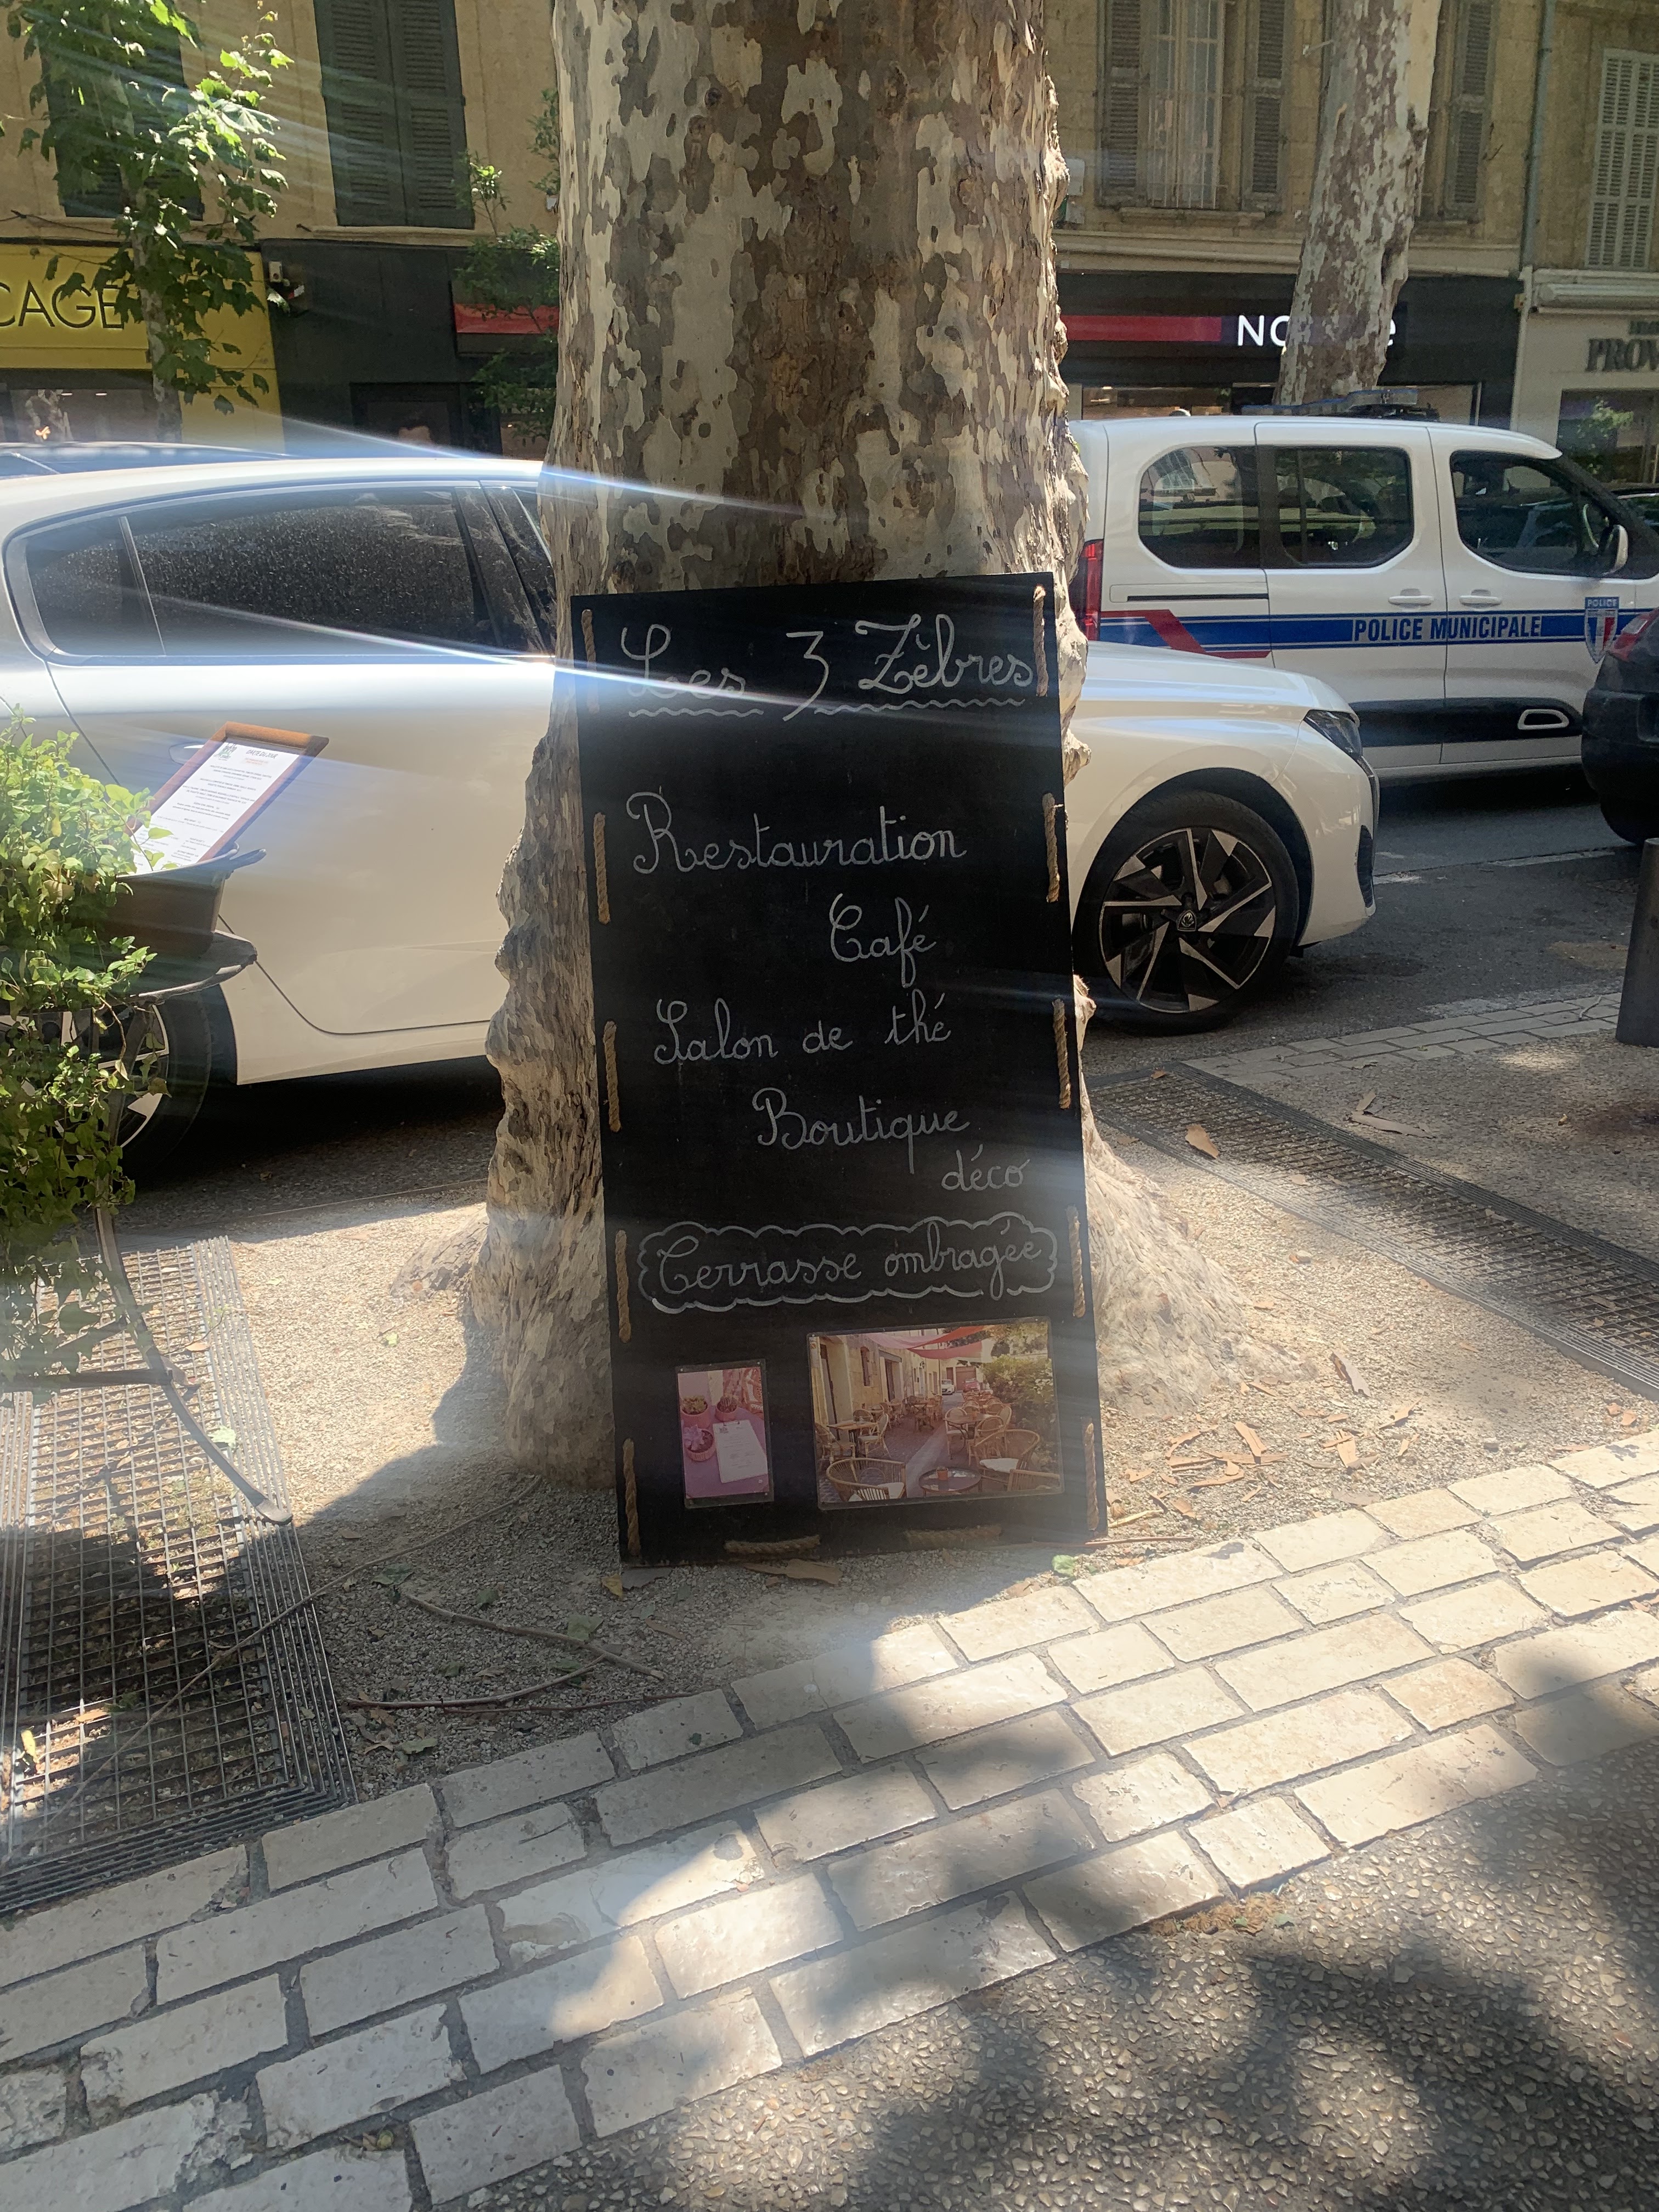 CAGE
POLICE
POLICE MUNICIPALE
Les 3 Zèbres
Restauration
Café
Salon de thé
Boutique
déco
Terrasse ombragée